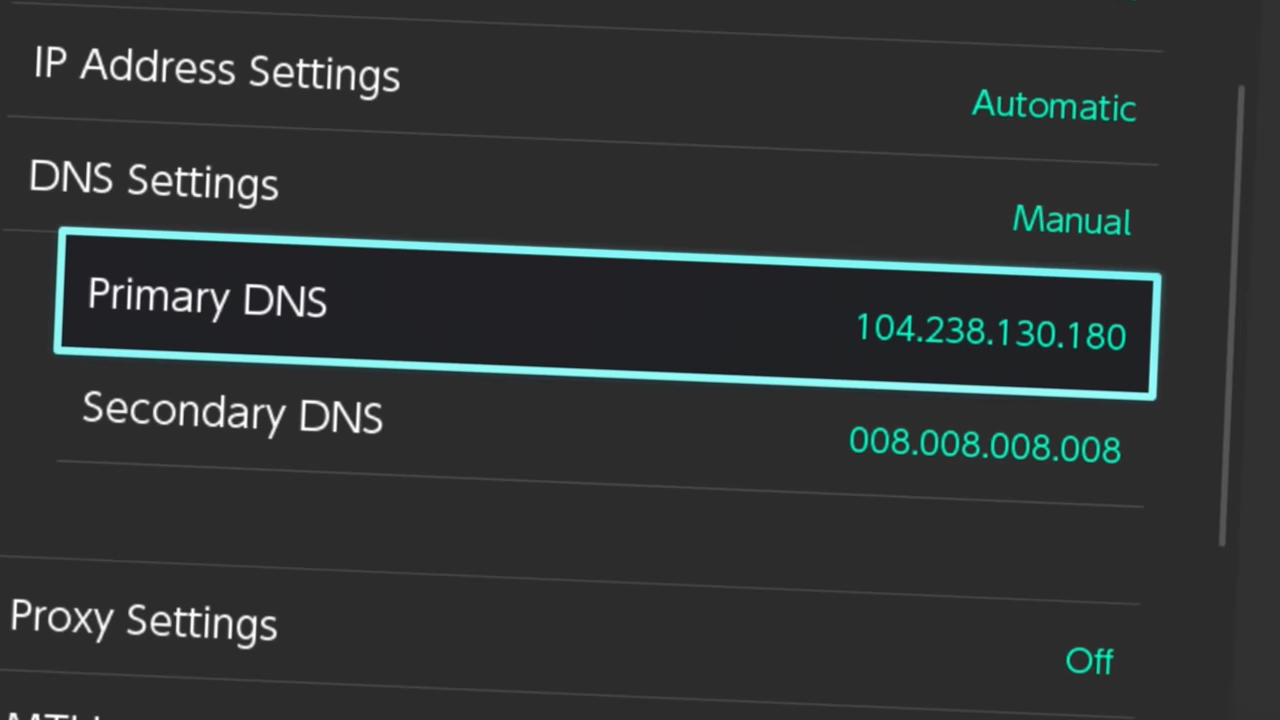 IP Address Settings
Automatic
DNS Settings
Manual
Primary DNS
104.238.130.180
Secondary DNS
008.008.008.008
Proxy Settings
Off